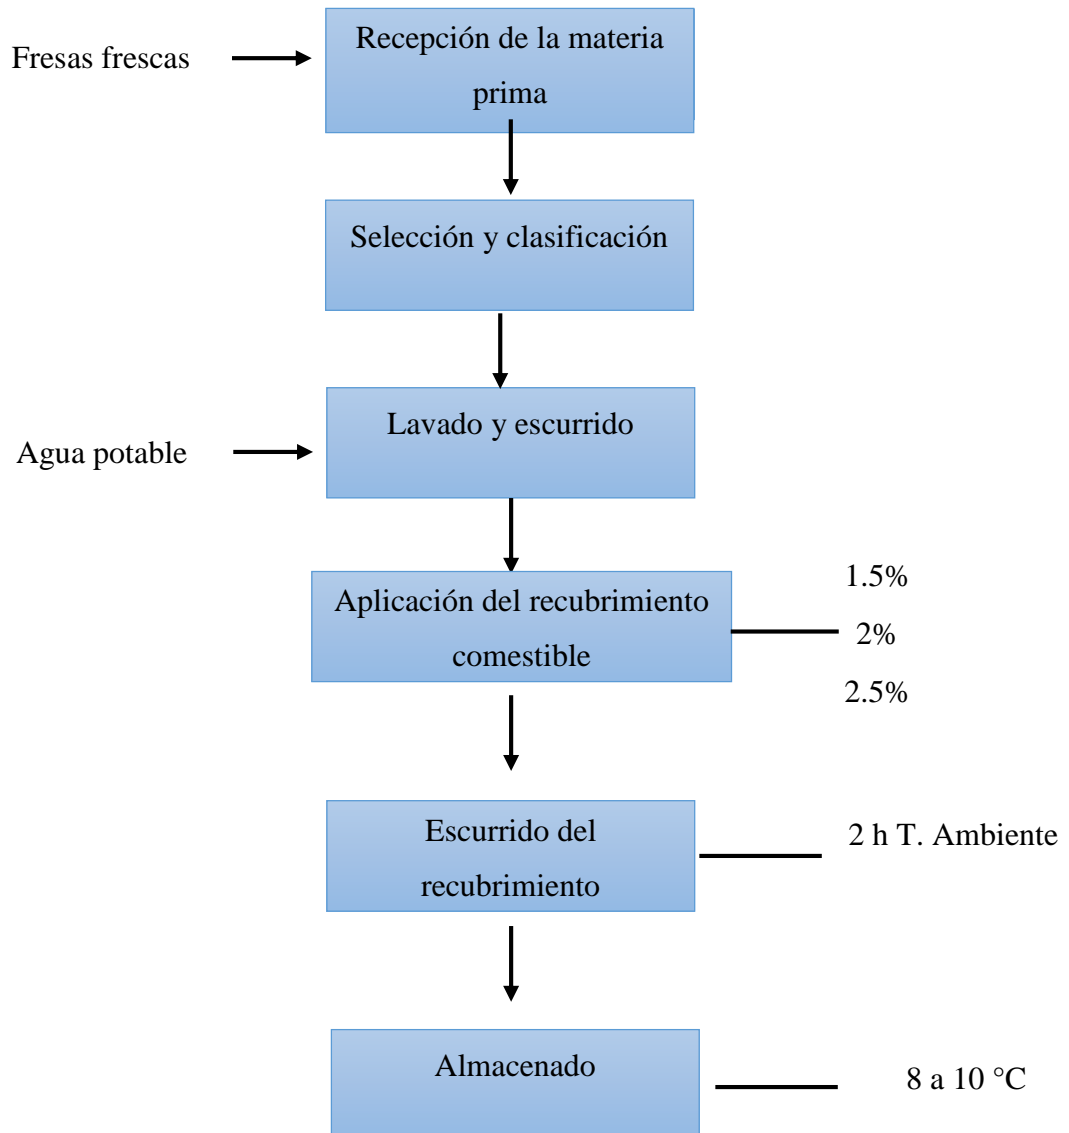 Fresas frescas
Recepción de la materia
prima
Selección y clasificación
Agua potable
Lavado y escurrido
Aplicación del recubrimiento
comestible
1.5%
2%
2.5%
Escurrido del
recubrimiento
2 h T. Ambiente
Almacenado
8 a 10 °C